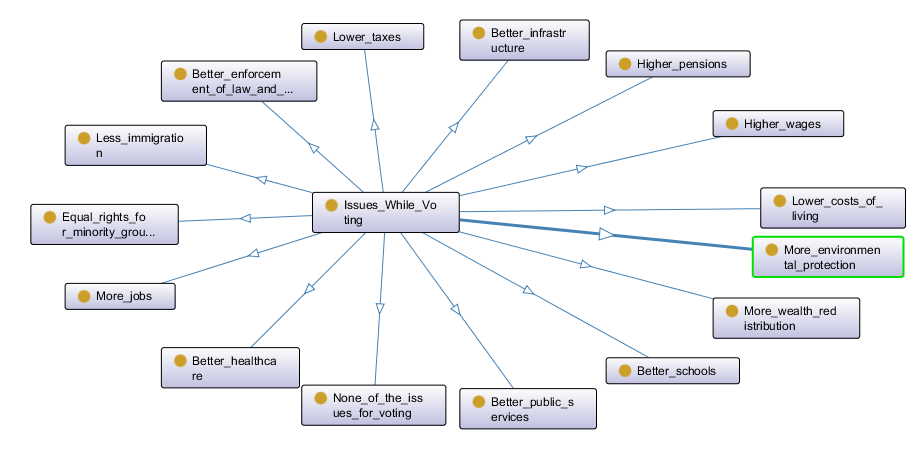 Lower_taxes
Better_infrastr
ucture
Higher_pensions
Better_enforcem
ent_of_law_and_...
Higher_wages
Less_immigratio
n
Issues_While_Vo
ting
Lower_costs_of_
living
Equal_rights_fo
r_minority_grou...
More_environmen
tal_protection
More_jobs
More_wealth_red
istribution
Better_healthca
re
Better_schools
None_of_the_iss
ues_for_voting
Better_public_s
ervices